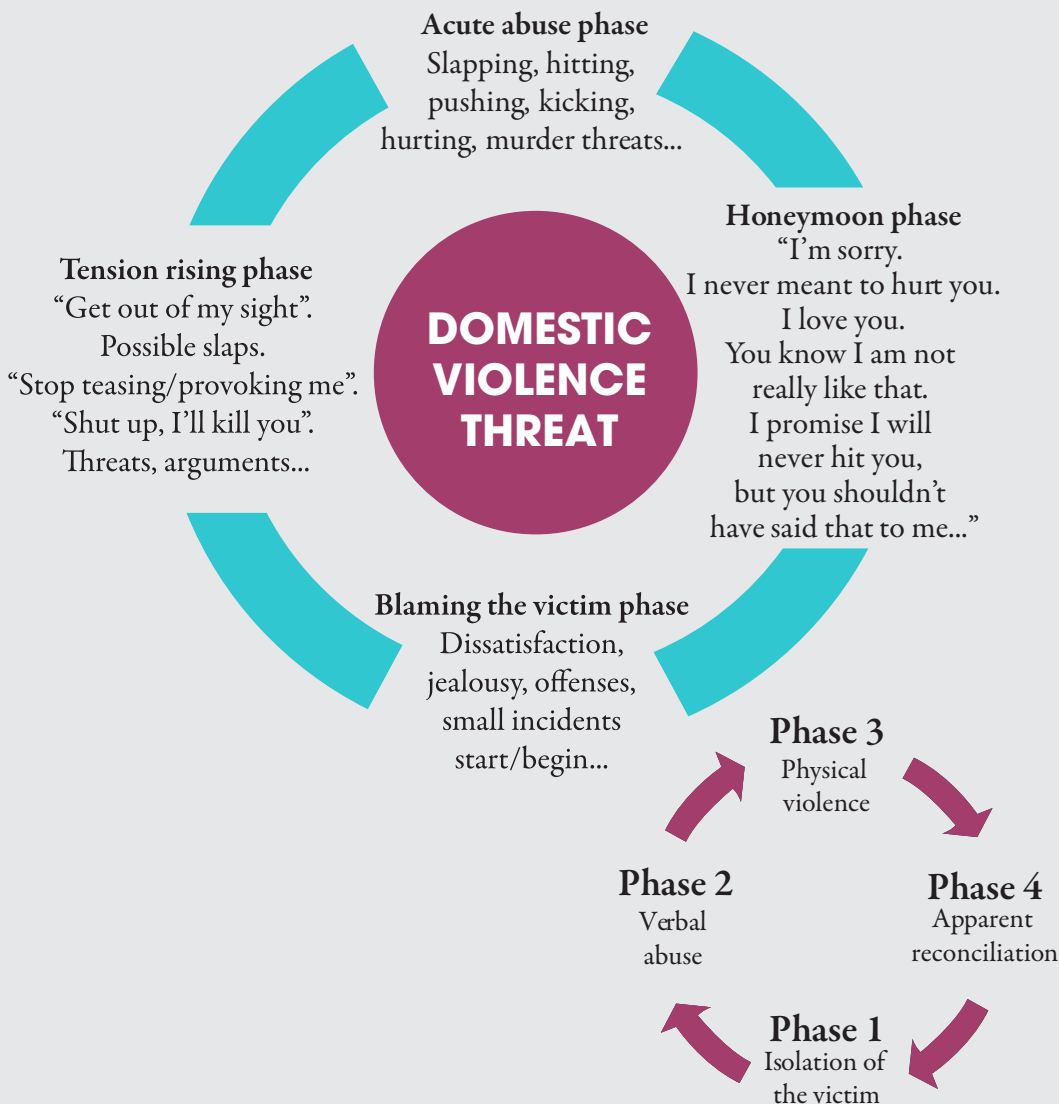 Acute abuse phase
Slapping, hitting,
pushing, kicking,
hurting, murder threats...
Honeymoon phase
“I’m sorry.
I never meant to hurt you.
I love you.
You know I am not
really like that.
I promise I will
never hit you,
but you shouldn’t
have said that to me...”
Tension rising phase
“Get out of my sight”.
Possible slaps.
“Stop teasing/provoking me”.
“Shut up, I’ll kill you”.
Threats, arguments...
DOMESTIC
VIOLENCE
THREAT
Blaming the victim phase
Dissatisfaction,
jealousy, offenses,
small incidents
start/begin...
Phase 3
Physical
violence
Phase 2
Verbal
abuse
Phase 4
Apparent
reconciliation
Phase 1
Isolation of
the victim